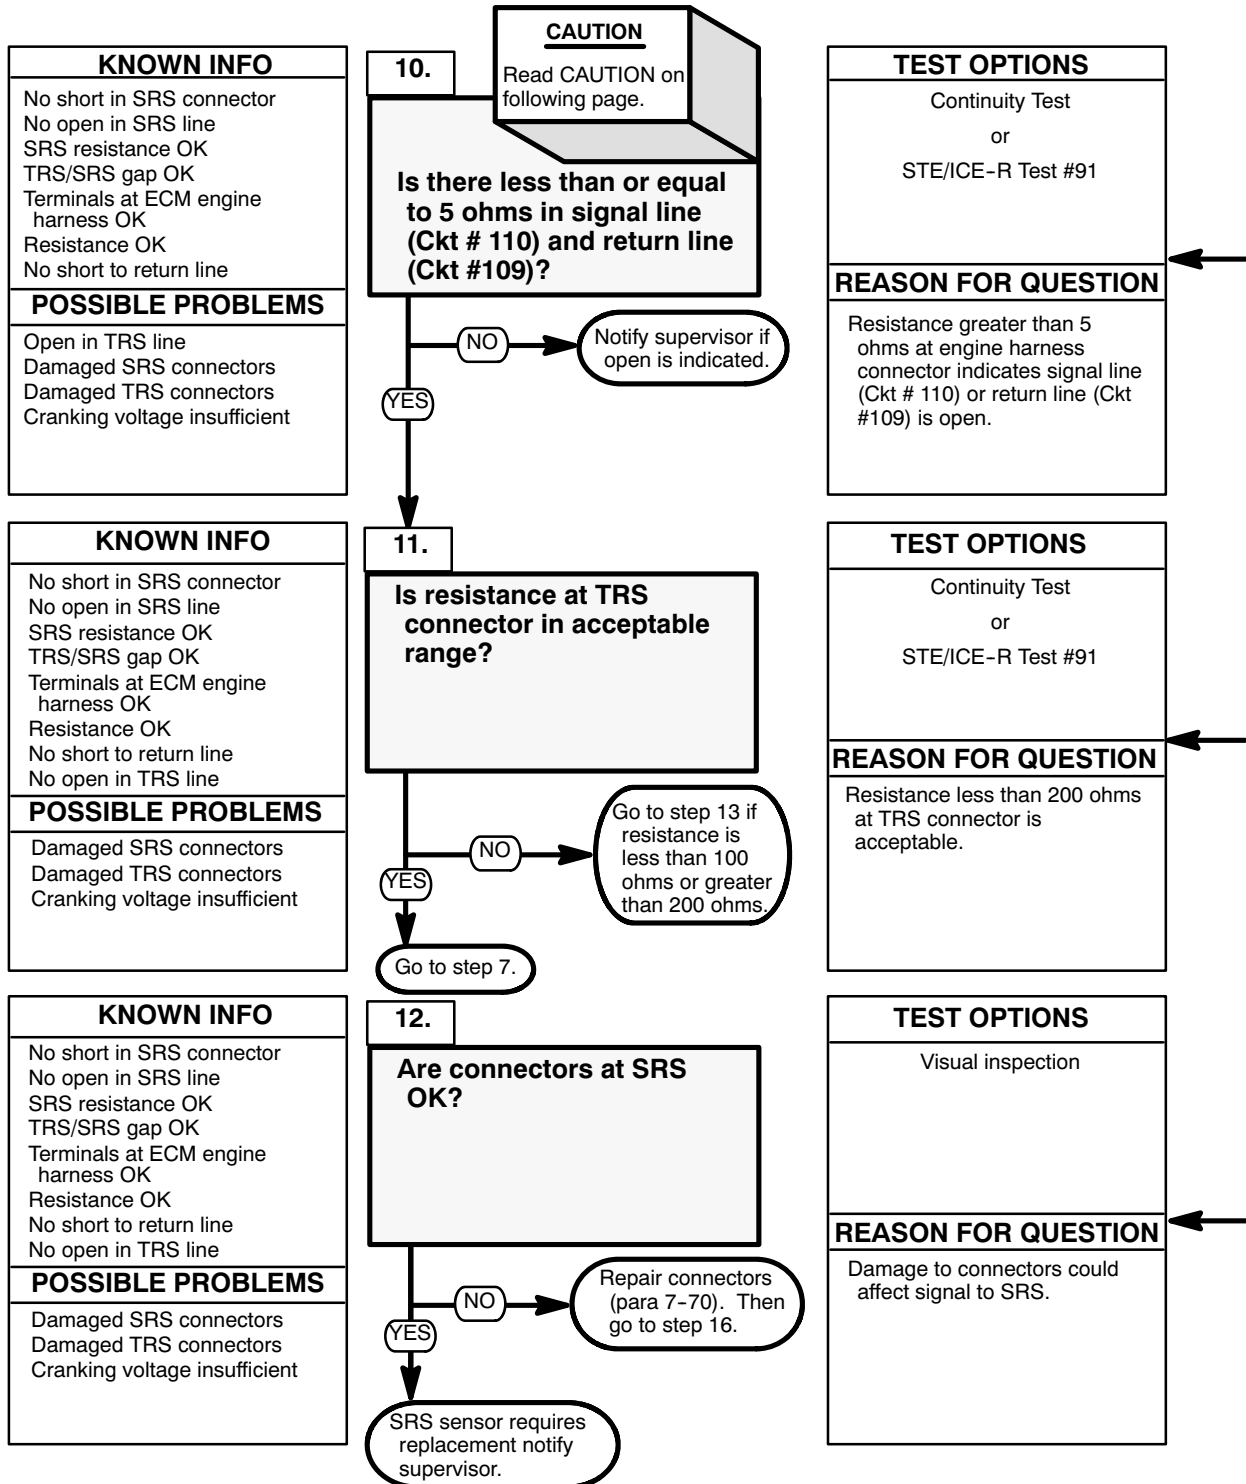 KNOWN INFO
No short in SRS connector
No open in SRS line
SRS resistance OK
TRS/SRS gap OK
Terminals at ECM engine
harness OK
Resistance OK
No short to return line
POSSIBLE PROBLEMS
Open in TRS line
Damaged SRS connectors
Damaged TRS connectors
Cranking voltage insufficient
10.
CAUTION
Read CAUTION on
following page.
Is there less than or equal
to 5 ohms in signal line
(Ckt # 110) and return line
(Ckt #109)?
NO
Notify supervisor if
open is indicated.
YES
TEST OPTIONS
Continuity Test
or
STE/ICE-R Test #91
REASON FOR QUESTION
Resistance greater than 5
ohms at engine harness
connector indicates signal line
(Ckt # 110) or return line (Ckt
#109) is open.
KNOWN INFO
No short in SRS connector
No open in SRS line
SRS resistance OK
TRS/SRS gap OK
Terminals at ECM engine
harness OK
Resistance OK
No short to return line
No open in TRS line
POSSIBLE PROBLEMS
Damaged SRS connectors
Damaged TRS connectors
Cranking voltage insufficient
11.
Is resistance at TRS
connector in acceptable
range?
NO
Go to step 13 if
resistance is
less than 100
ohms or greater
than 200 ohms.
YES
Go to step 7.
TEST OPTIONS
Continuity Test
or
STE/ICE-R Test #91
REASON FOR QUESTION
Resistance less than 200 ohms
at TRS connector is
acceptable.
KNOWN INFO
No short in SRS connector
No open in SRS line
SRS resistance OK
TRS/SRS gap OK
Terminals at ECM engine
harness OK
Resistance OK
No short to return line
No open in TRS line
POSSIBLE PROBLEMS
Damaged SRS connectors
Damaged TRS connectors
Cranking voltage insufficient
12.
Are connectors at SRS
OK?
NO
Repair connectors
(para 7-70). Then
go to step 16.
YES
SRS sensor requires
replacement notify
supervisor.
TEST OPTIONS
Visual inspection
REASON FOR QUESTION
Damage to connectors could
affect signal to SRS.